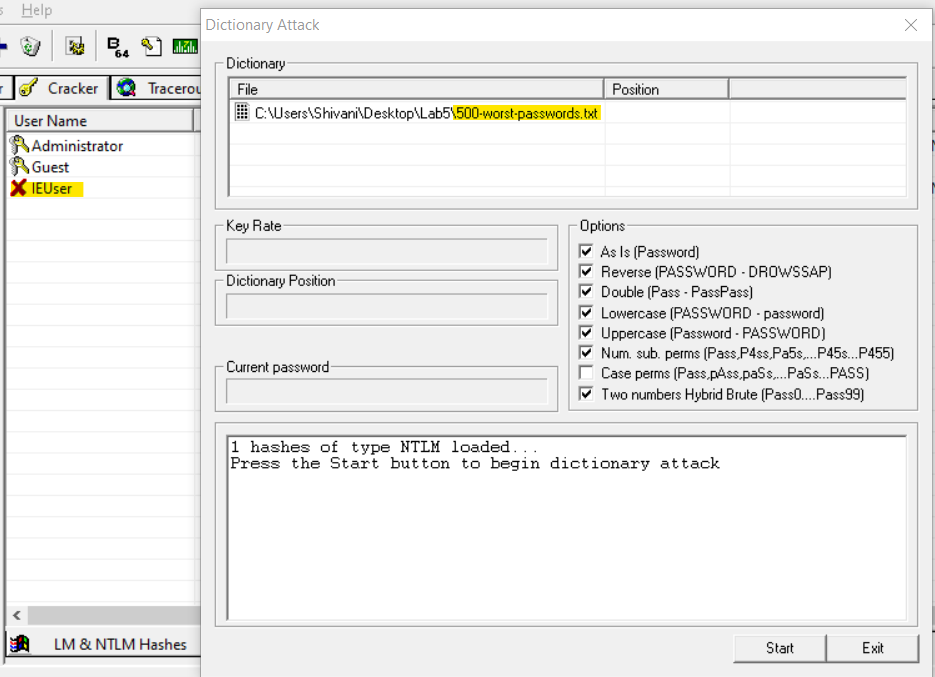 Help
Dictionary Attack
B64
Cracker
Tracerou
User Name
Administrator
Guest
IEUser
LM & NTLM Hashes
Dictionary
File Position
C:\Users\Shivani\Desktop\Lab5\500-worst-passwords.txt
Key Rate
Dictionary Position
Current password
Options
As Is (Password)
Reverse (PASSWORD - DROWSSAP)
Double (Pass - PassPass)
Lowercase (PASSWORD - password)
Uppercase (Password - PASSWORD)
Num. sub. perms (Pass,P4ss,Pa5s,...P45s...P455)
Case perms (Pass,pAss,paSs,...PaSs...PASS)
Two numbers Hybrid Brute (Pass0....Pass99)
1 hashes of type NTLM loaded...
Press the Start button to begin dictionary attack
Start Exit